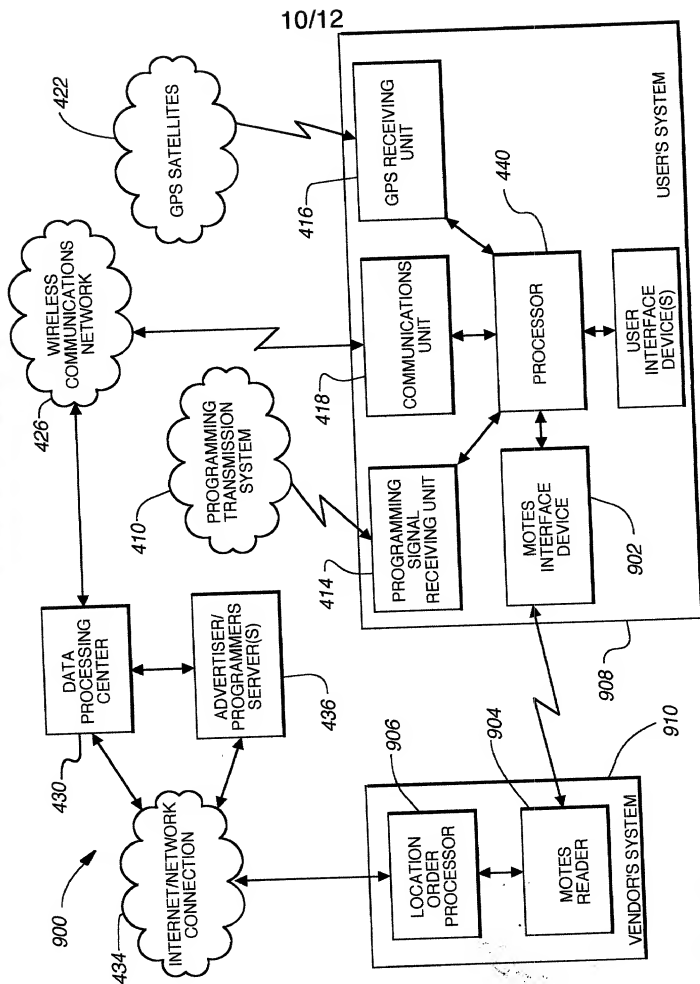 10/12
900
434
INTERNET/NETWORK
CONNECTION
430
DATA
PROCESSING
CENTER
ADVERTISER/
PROGRAMMERS
SERVER(S)
436
426
WIRELESS
COMMUNICATIONS
NETWORK
410
PROGRAMMING
TRANSMISSION
SYSTEM
422
GPS SATELLITES
414
PROGRAMMING
SIGNAL
RECEIVING UNIT
418
COMMUNICATIONS
UNIT
416
GPS RECEIVING
UNIT
440
PROCESSOR
MOTES
INTERFACE
DEVICE
902
USER
INTERFACE
DEVICE(S)
USER'S SYSTEM
908
906
904
910
LOCATION
ORDER
PROCESSOR
MOTES
READER
VENDOR'S SYSTEM